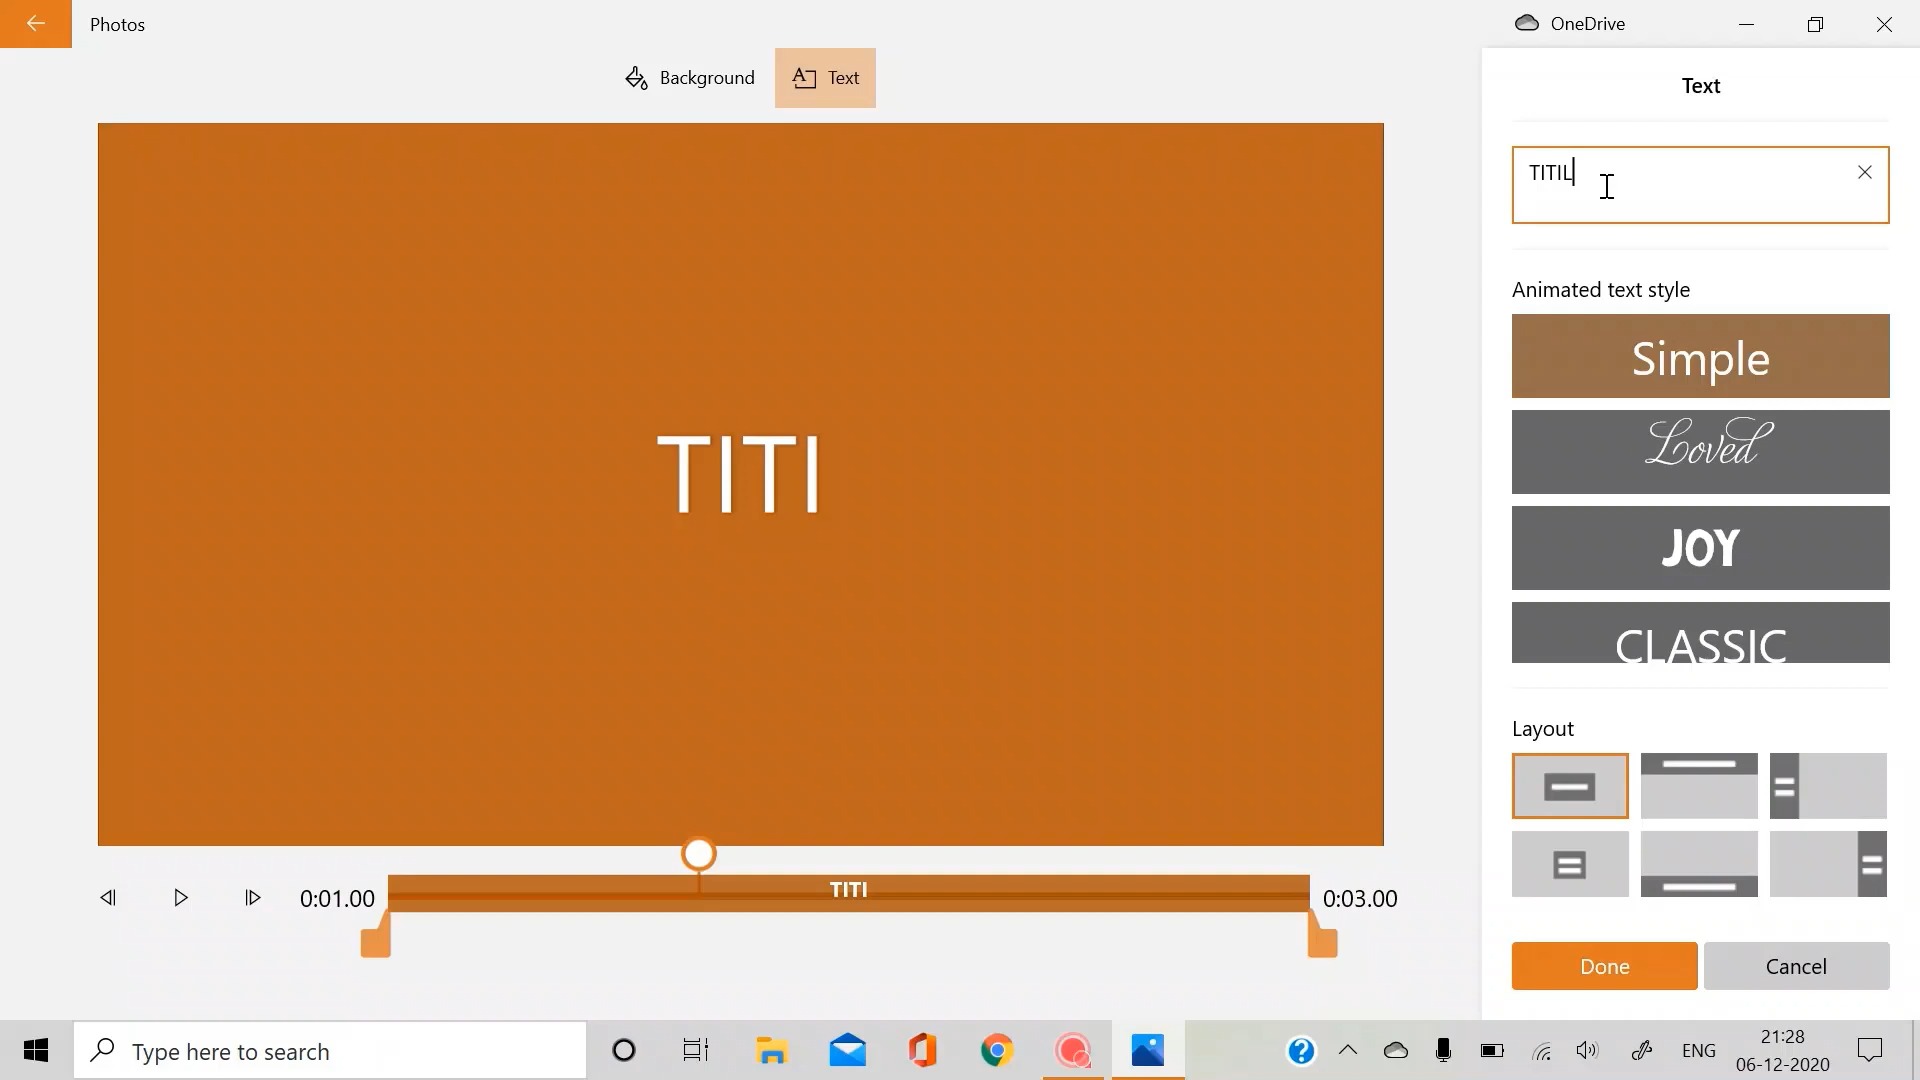 Photos
OneDrive
Background
Text
Text
TITIL
Animated text style
Simple
Loved
JOY
CLASSIC
TITI
Layout
0:01.00
TITI
0:03.00
Done
Cancel
Type here to search
ENG
21:28
06-12-2020